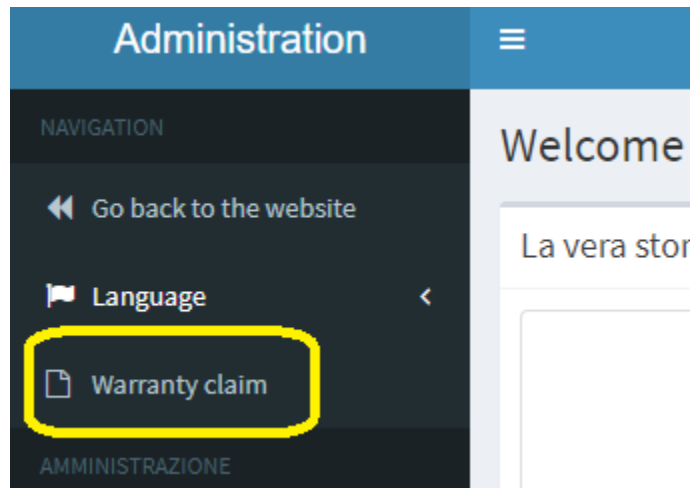 Administration
NAVIGATION
Welcome
Go back to the website
La vera stor
Language
Warranty claim
AMMINISTRAZIONE